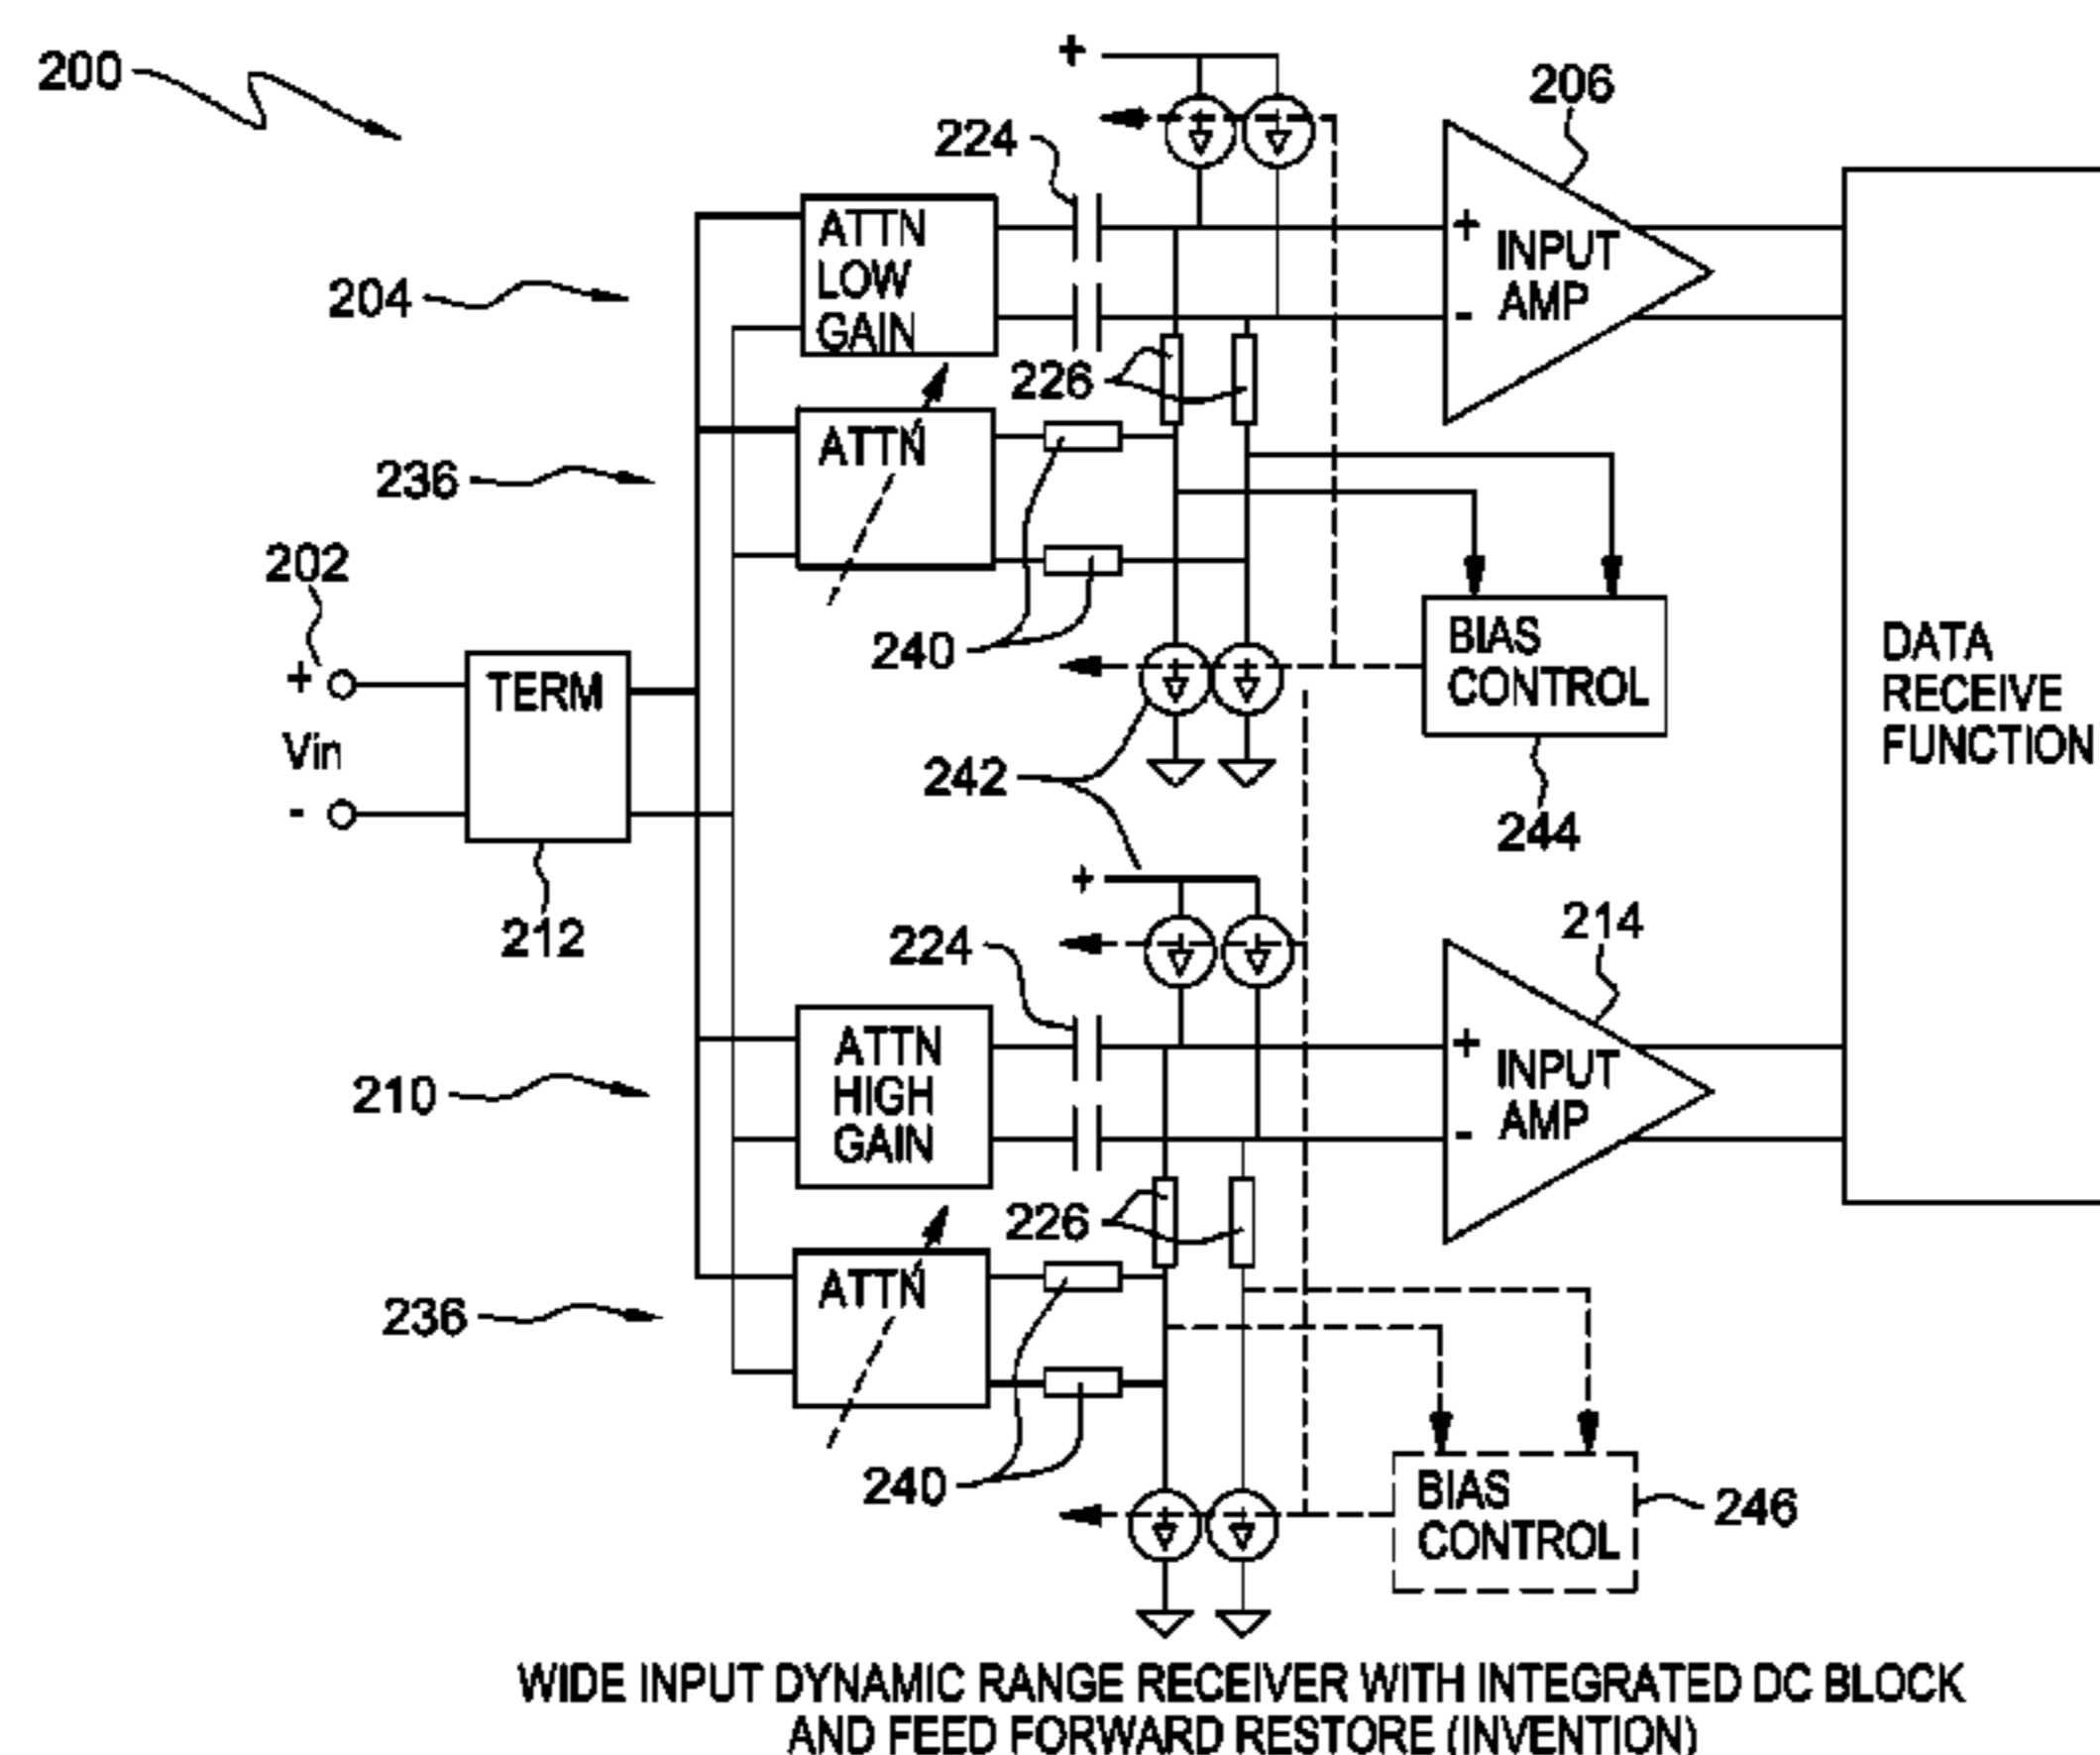 200
+
206
224
ATTN
LOW
GAIN
+
-
INPUT
AMP
204
226
ATTN
236
202
240
BIAS
CONTROL
DATA
RECEIVE
FUNCTION
+
Vin
-
TERM
242
244
212
+
224
214
ATTN
HIGH
GAIN
+
-
INPUT
AMP
210
226
ATTN
236
240
BIAS
CONTROL
246
WIDE INPUT DYNAMIC RANGE RECEIVER WITH INTEGRATED DC BLOCK
AND FEED FORWARD RESTORE (INVENTION)